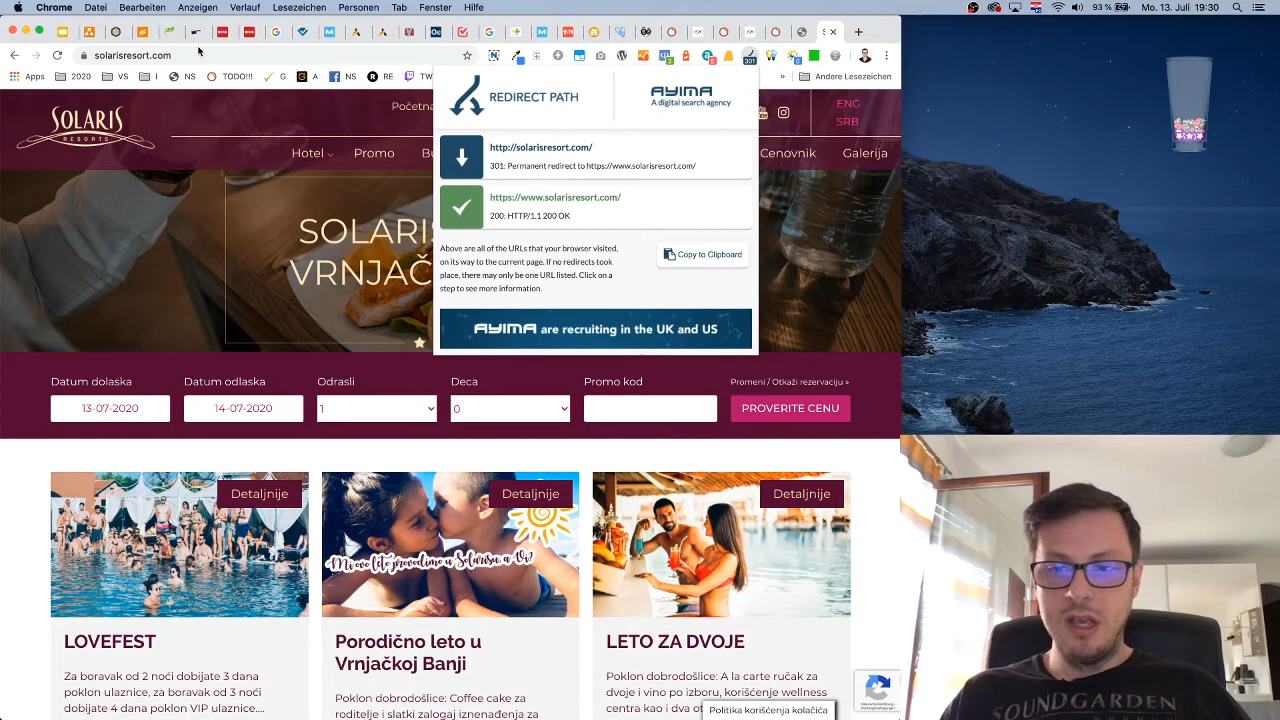 Chrome Datei Bearbeiten Anzeigen Verlauf Lesezeichen Personen Tab Fenster Hilfe
93 % Mo. 13. Juli 19:30
solarisresort.com
301
Apps 2020 VS I NS TODO!!! G A NS RE TW » Andere Lesezeichen
SOLARIS
RESORTS
Početna
ENG
SRB
Hotel Promo Cenovnik Galerija
REDIRECT PATH
AYIMA
A digital search agency
http://solarisresort.com/
301: Permanent redirect to https://www.solarisresort.com/
https://www.solarisresort.com/
200: HTTP/1.1 200 OK
Above are all of the URLs that your browser visited,
on its way to the current page. If no redirects took
place, there may only be one URL listed. Click on a
step to see more information.
Copy to Clipboard
AYIMA are recruiting in the UK and US
SOLARI
VRNJAČ
Datum dolaska Datum odlaska Odrasli Deca Promo kod Promeni / Otkaži rezervaciju »
13-07-2020 14-07-2020 1 0 PROVERITE CENU
Detaljnije Detaljnije Detaljnije
Mi ovo leto provodimo u Solarisu, a Vi?
LOVEFEST
Za boravak od 2 noći dobijate 3 dana
poklon ulaznice, za boravak od 3 noći
dobijate 4 dana poklon VIP ulaznice....
Porodično leto u
Vrnjačkoj Banji
Poklon dobrodošlice: Coffee cake za
roditelje i slatki zalogaj iznenađenja za
LETO ZA DVOJE
Poklon dobrodošlice: A la carte ručak za
dvoje i vino po izboru, korišćenje wellness
centra kao i dva
Politika korišćenja kolačića
SOUNDGARDEN